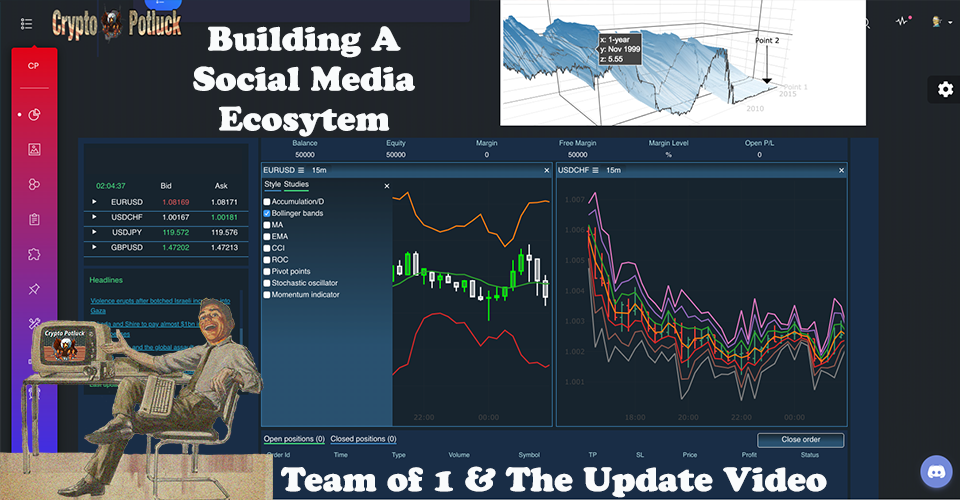 Crypto Potluck
Building A
Social Media
Ecosytem
x: 1-year
y: Nov 1999
z: 5.55
Point 2
Point 1
2015
2010
CP
Balance Equity Margin Free Margin Margin Level Open P/L
50000 50000 0 50000 % 0
02:04:37 Bid Ask
EURUSD 1.08169 1.08171
USDCHF 1.00167 1.00181
USDJPY 119.572 119.576
GBPUSD 1.47202 1.47213
Headlines
Violence erupts after botched Israeli into
Gaza
and Shire to pay almost $1bn
and the global
EURUSD 15m
Style Studies
Accumulation/D
Bollinger bands
MA
EMA
CCI
ROC
Pivot points
Stochastic oscillator
Momentum indicator
22:00 00:00
USDCHF 15m
1.007
1.006
1.005
1.004
1.003
1.002
1.001
18:00 20:00 22:00 00:00
Crypto Potluck
Open positions (0) Closed positions (0) Close order
Order Id Time Type Volume Symbol TP SL Price Profit Status
Team of 1 & The Update Video